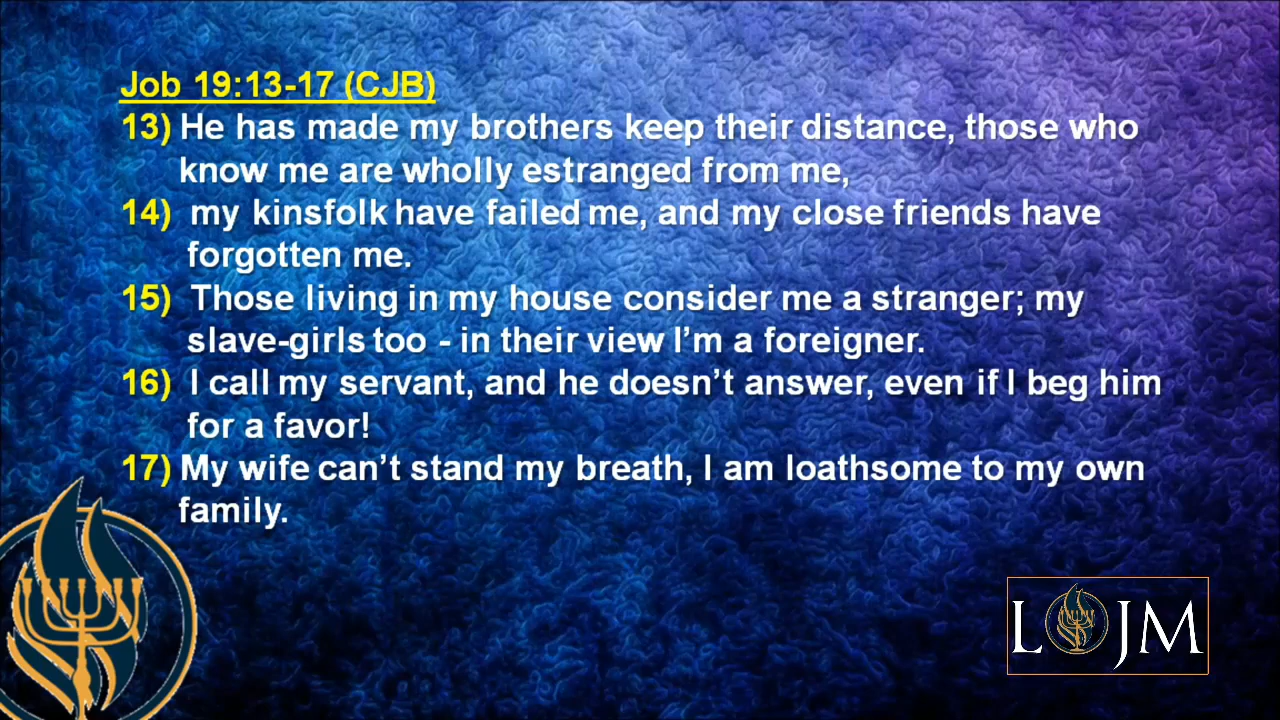 Job 19:13-17 (CJB)
13) He has made my brothers keep their distance, those who
know me are wholly estranged from me,
14) my kinsfolk have failed me, and my close friends have
forgotten me.
15) Those living in my house consider me a stranger; my
slave-girls too - in their view I’m a foreigner.
16) I call my servant, and he doesn’t answer, even if I beg him
for a favor!
17) My wife can’t stand my breath, I am loathsome to my own
family.
L JM